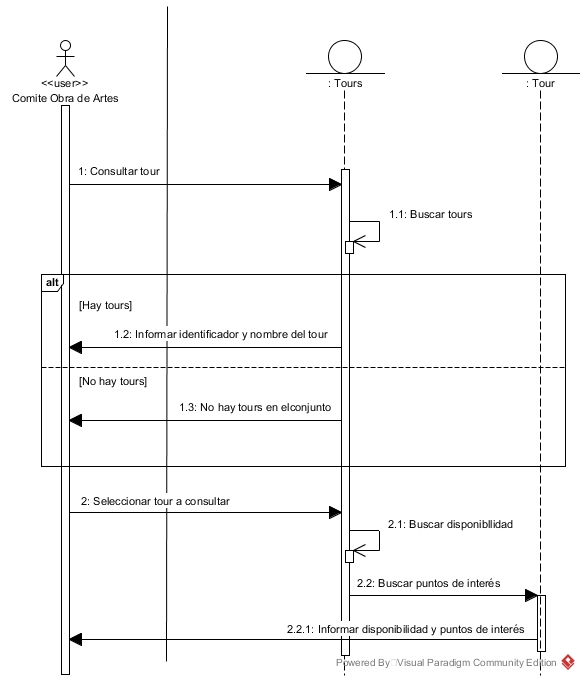 <<user>>
Comite Obra de Artes
: Tours
: Tour
1: Consultar tour
1.1: Buscar tours
alt
[Hay tours]
1.2: Informar identificador y nombre del tour
[No hay tours]
1.3: No hay tours en elconjunto
2: Seleccionar tour a consultar
2.1: Buscar disponibllidad
2.2: Buscar puntos de interés
2.2.1: Informar disponibilidad y puntos de interés
Powered By Visual Paradigm Community Edition